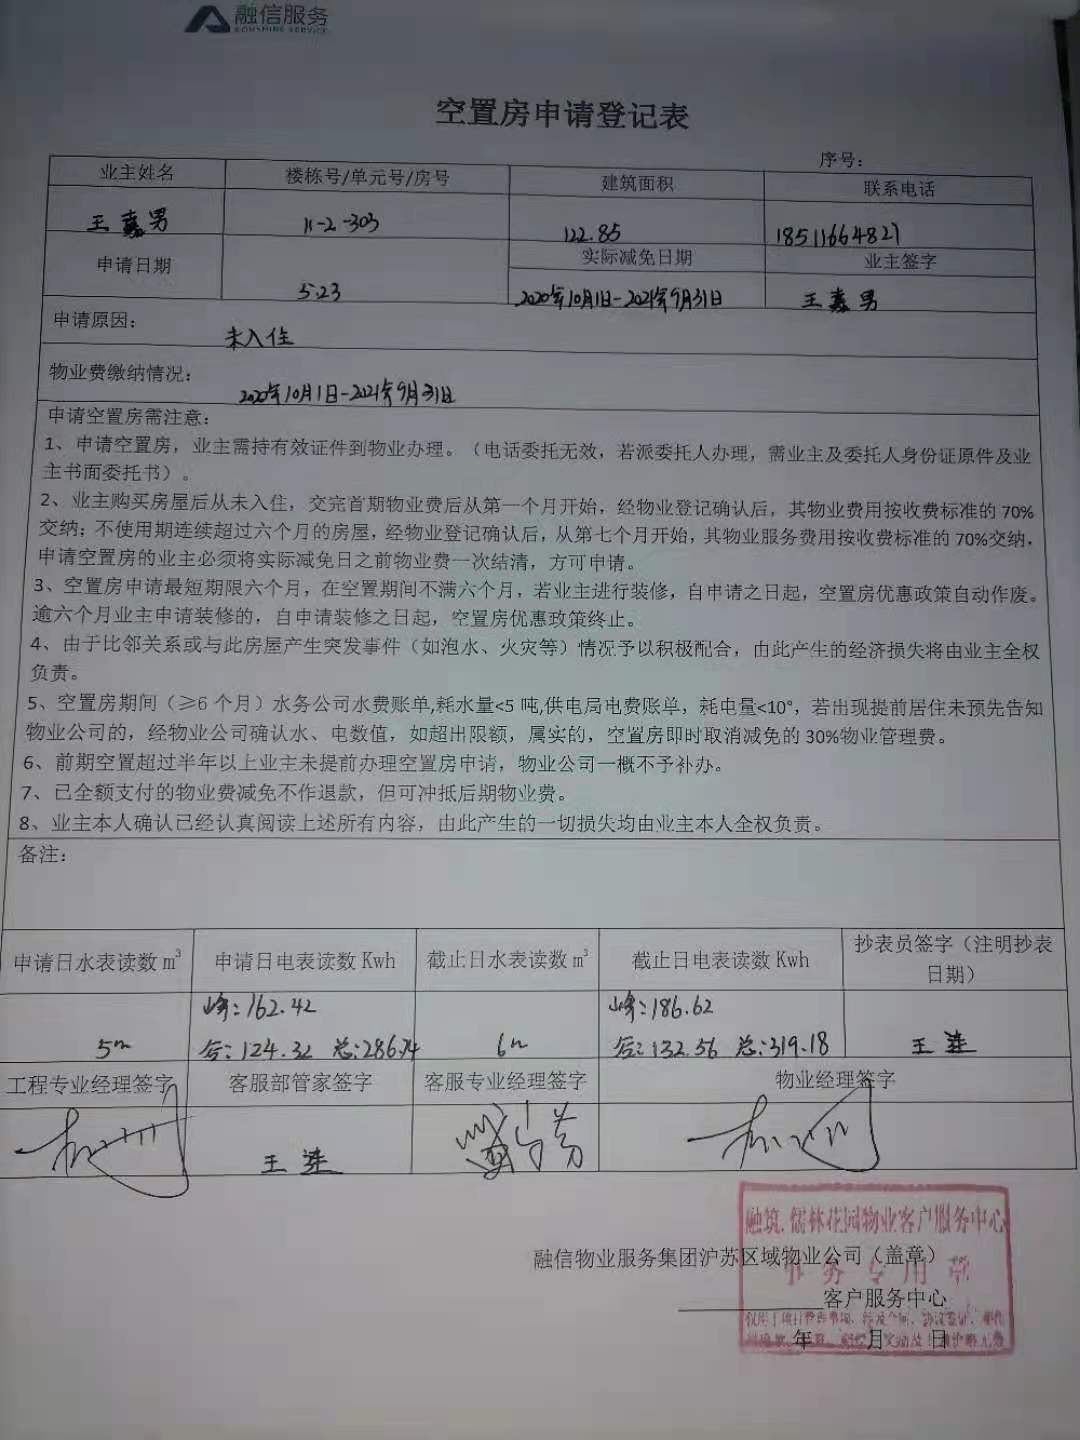 融信服务
RONSHINE SERVICE
空置房申请登记表
序号：
业主姓名 楼栋号/单元号/房号 建筑面积 联系电话
王嘉男 11-2-303 122.85 18511664827
申请日期 5.23 实际减免日期 业主签字
2020年10月1日-2021年9月31日 王嘉男
申请原因：
未入住
物业费缴纳情况：
2020年10月1日-2021年9月31日
申请空置房需注意：
1、申请空置房，业主需持有效证件到物业办理。（电话委托无效，若派委托人办理，需业主及委托人身份证原件及业
主书面委托书）。
2、业主购买房屋后从未入住，交完首期物业费后从第一个月开始，经物业登记确认后，其物业费用按收费标准的70%
交纳；不使用期连续超过六个月的房屋，经物业登记确认后，从第七个月开始，其物业服务费用按收费标准的70%交纳，
申请空置房的业主必须将实际减免日之前物业费一次结清，方可申请。
3、空置房申请最短期限六个月，在空置期间不满六个月，若业主进行装修，自申请之日起，空置房优惠政策自动作废。
逾六个月业主申请装修的，自申请装修之日起，空置房优惠政策终止。
4、由于比邻关系或与此房屋产生突发事件（如泡水、火灾等）情况予以积极配合，由此产生的经济损失将由业主全权
负责。
5、空置房期间（≥6个月）水务公司水费账单,耗水量<5吨,供电局电费账单，耗电量<10°，若出现提前居住未预先告知
物业公司的，经物业公司确认水、电数值，如超出限额，属实的，空置房即时取消减免的30%物业管理费。
6、前期空置超过半年以上业主未提前办理空置房申请，物业公司一概不予补办。
7、已全额支付的物业费减免不作退款，但可冲抵后期物业费。
8、业主本人确认已经认真阅读上述所有内容，由此产生的一切损失均由业主本人全权负责。
备注：
申请日水表读数m³ 申请日电表读数Kwh 截止日水表读数m³ 截止日电表读数Kwh 抄表员签字（注明抄表
日期）
峰：162.42 峰：186.62
5m 谷：124.32 总：286.74 6m 谷：132.56 总：319.18 王莲
工程专业经理签字 客服部管家签字 客服专业经理签字 物业经理签字
王莲
融筑.儒林花园物业客户服务中心
融信物业服务集团沪苏区域物业公司（盖章）
事务专用章
客户服务中心
年 月 日